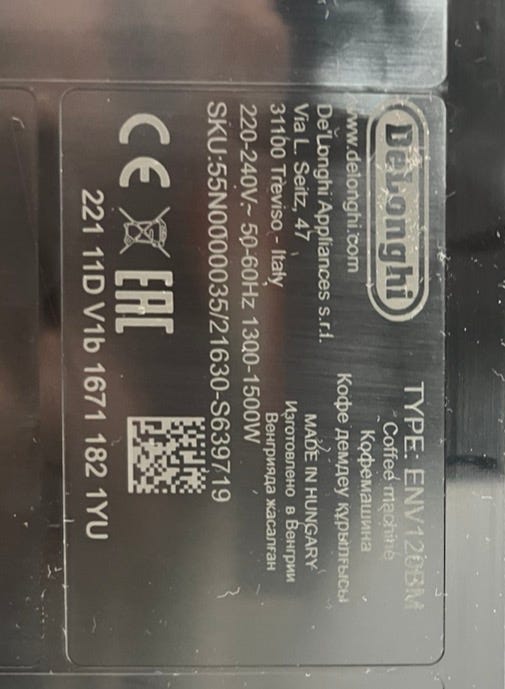 DeLonghi
TYPE: ENV120BM
Coffee machine
Кофемашина
Кофе демдеу құрылғысы
www.delonghi.com
De'Longhi Appliances s.r.l.
Via L. Seitz, 47
31100 Treviso - Italy
MADE IN HUNGARY
Изготовлено в Венгрии
Венгрияда жасалған
220-240V~ 50-60Hz 1300-1500W
SKU:55N0000035/21630-S639719
CE EAC
221 11D V1b 1671 182 1YU